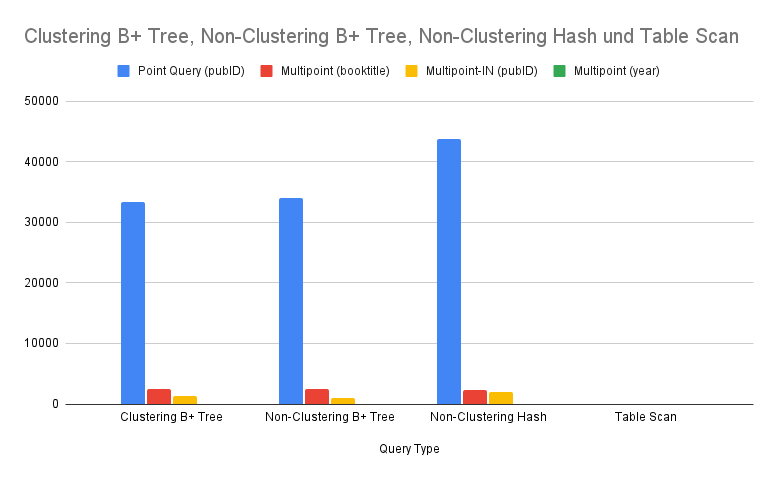 Clustering B+ Tree, Non-Clustering B+ Tree, Non-Clustering Hash und Table Scan
Point Query (pubID) Multipoint (booktitle) Multipoint-IN (pubID) Multipoint (year)
50000
40000
30000
20000
10000
0
Clustering B+ Tree Non-Clustering B+ Tree Non-Clustering Hash Table Scan
Query Type